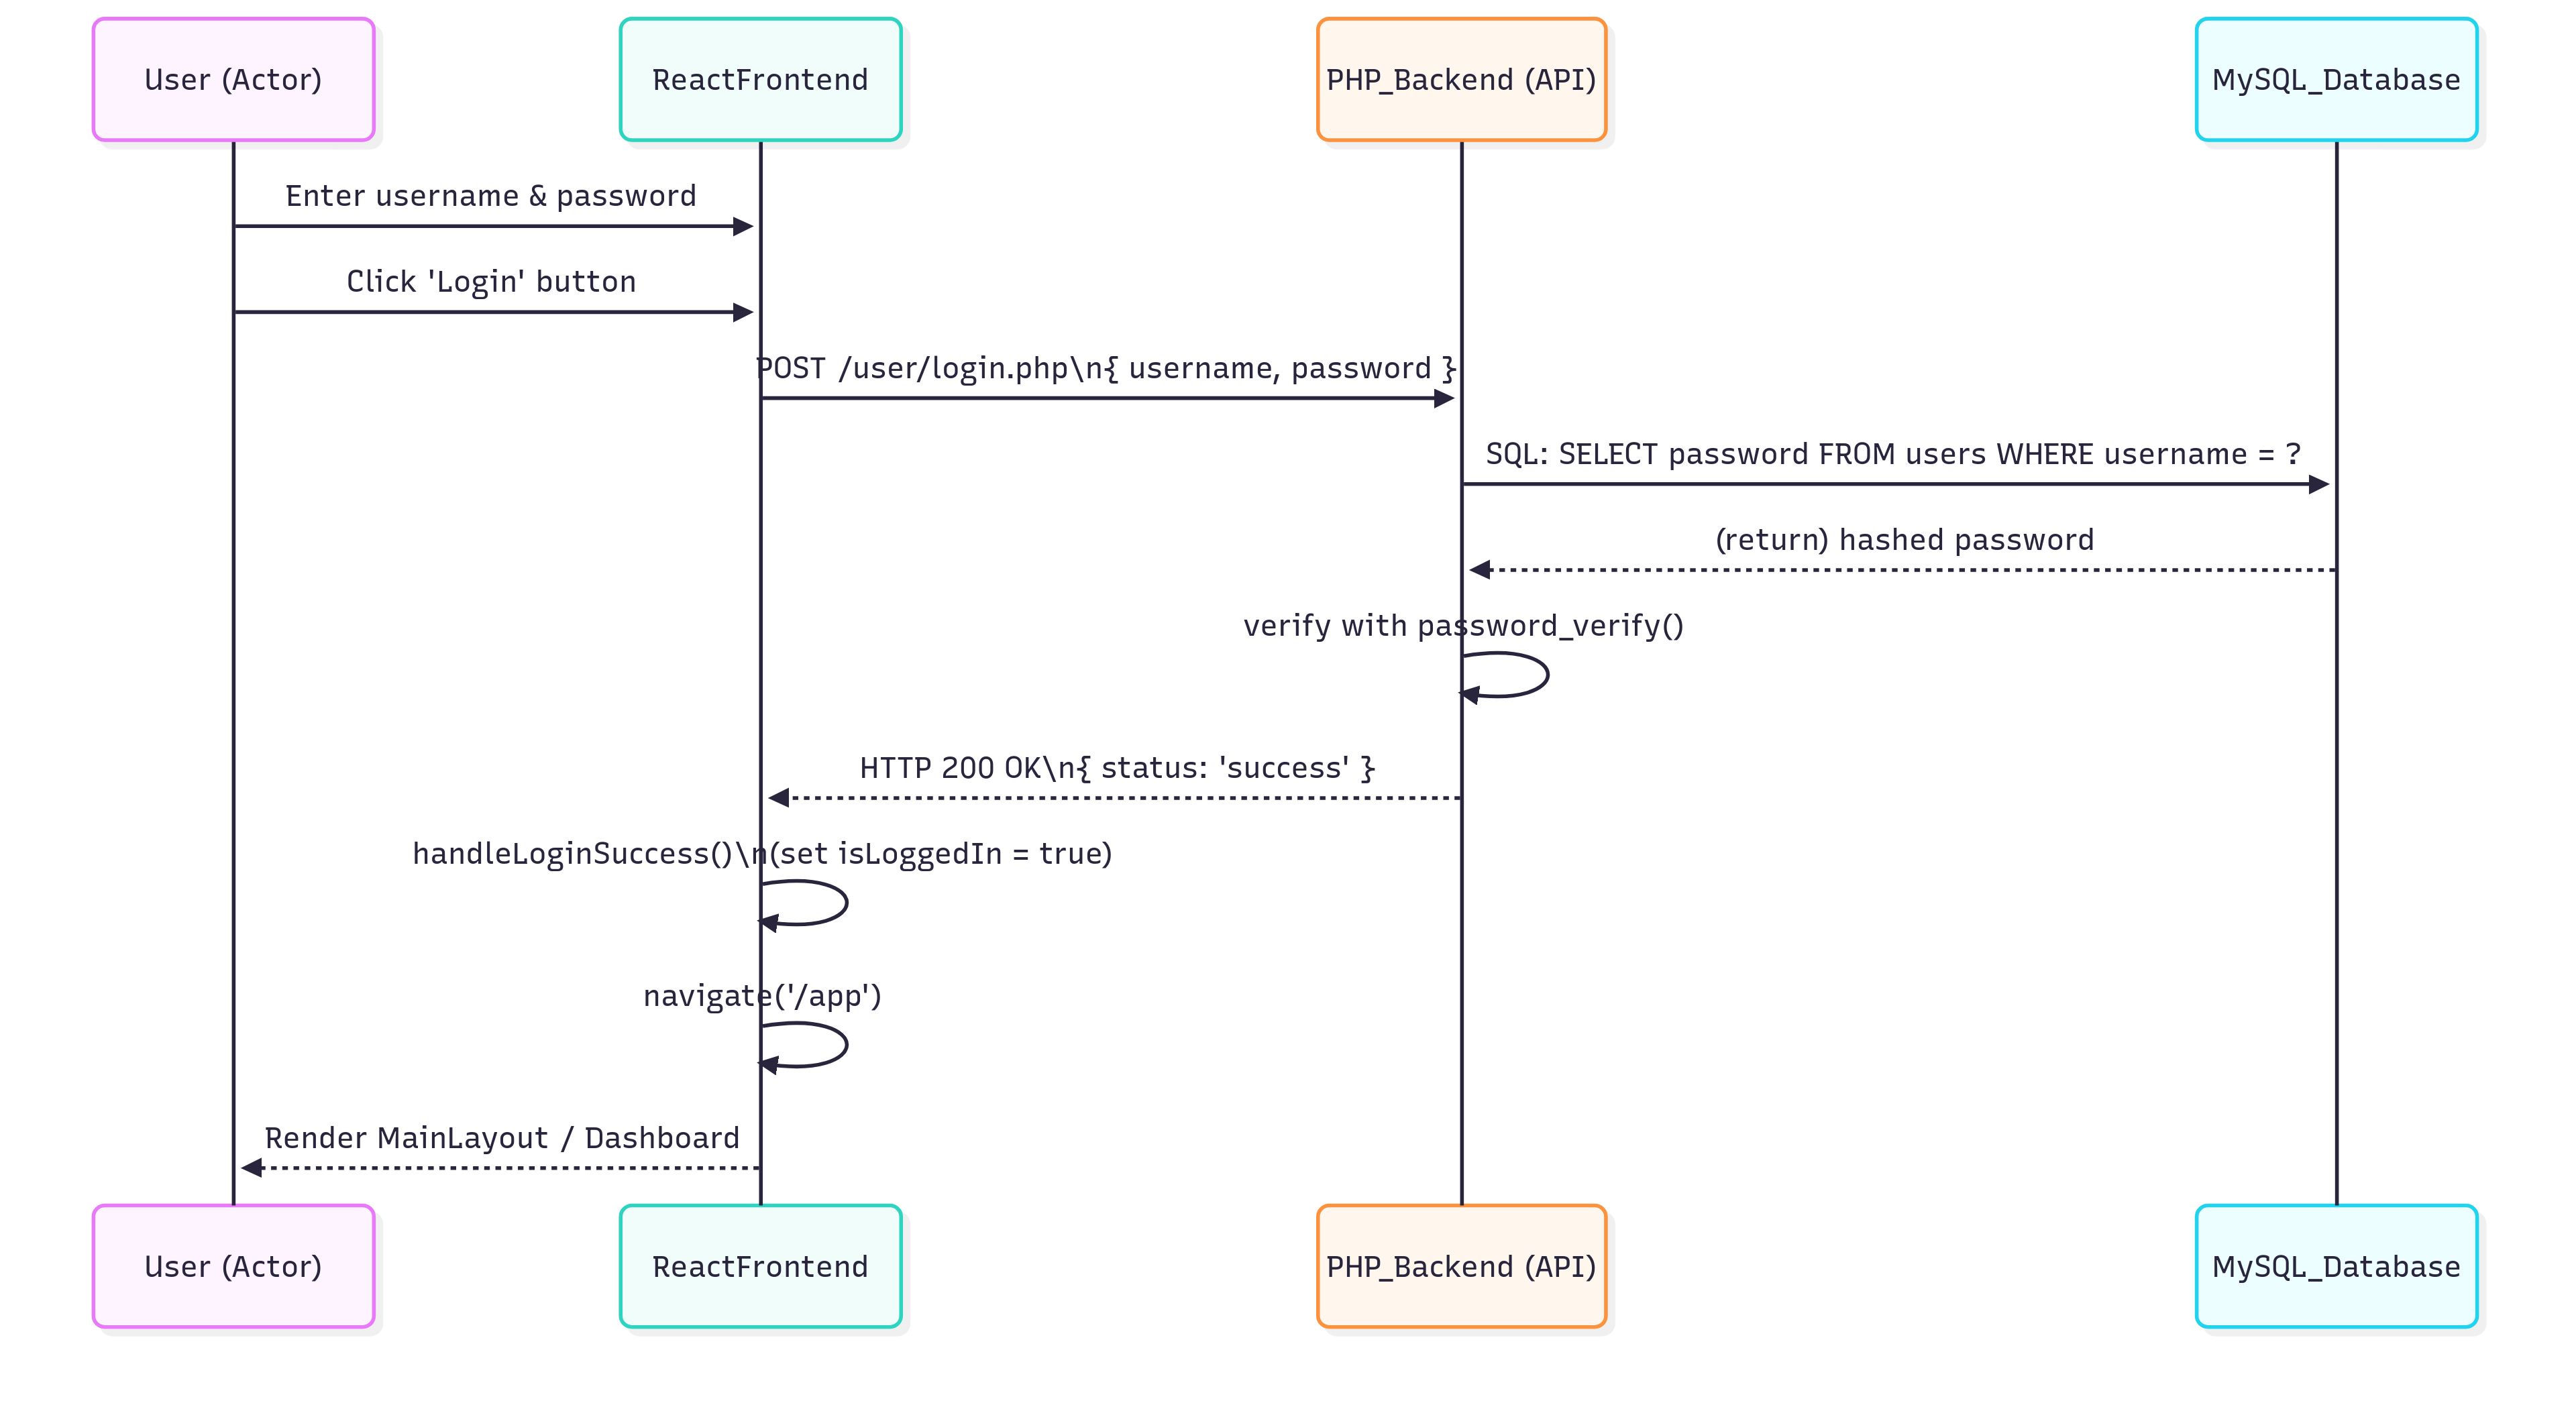 User (Actor)
ReactFrontend
PHP_Backend (API)
MySQL_Database
Enter username & password
Click 'Login' button
POST /user/login.php\n{ username, password }
SQL: SELECT password FROM users WHERE username = ?
(return) hashed password
verify with password_verify()
HTTP 200 OK\n{ status: 'success' }
handleLoginSuccess()\n(set isLoggedIn = true)
navigate('/app')
Render MainLayout / Dashboard
User (Actor)
ReactFrontend
PHP_Backend (API)
MySQL_Database